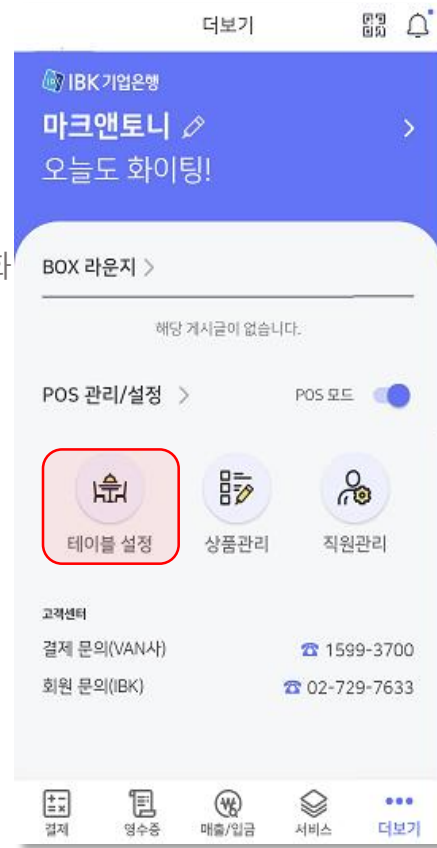 더보기
IBK기업은행
마크앤토니
오늘도 화이팅!
BOX 라운지 >
해당 게시글이 없습니다.
POS 관리/설정 >
POS 모드
테이블 설정
상품관리
직원관리
고객센터
결제 문의(VAN사)
☎ 1599-3700
회원 문의(IBK)
☎ 02-729-7633
결제
영수증
매출/입금
서비스
더보기